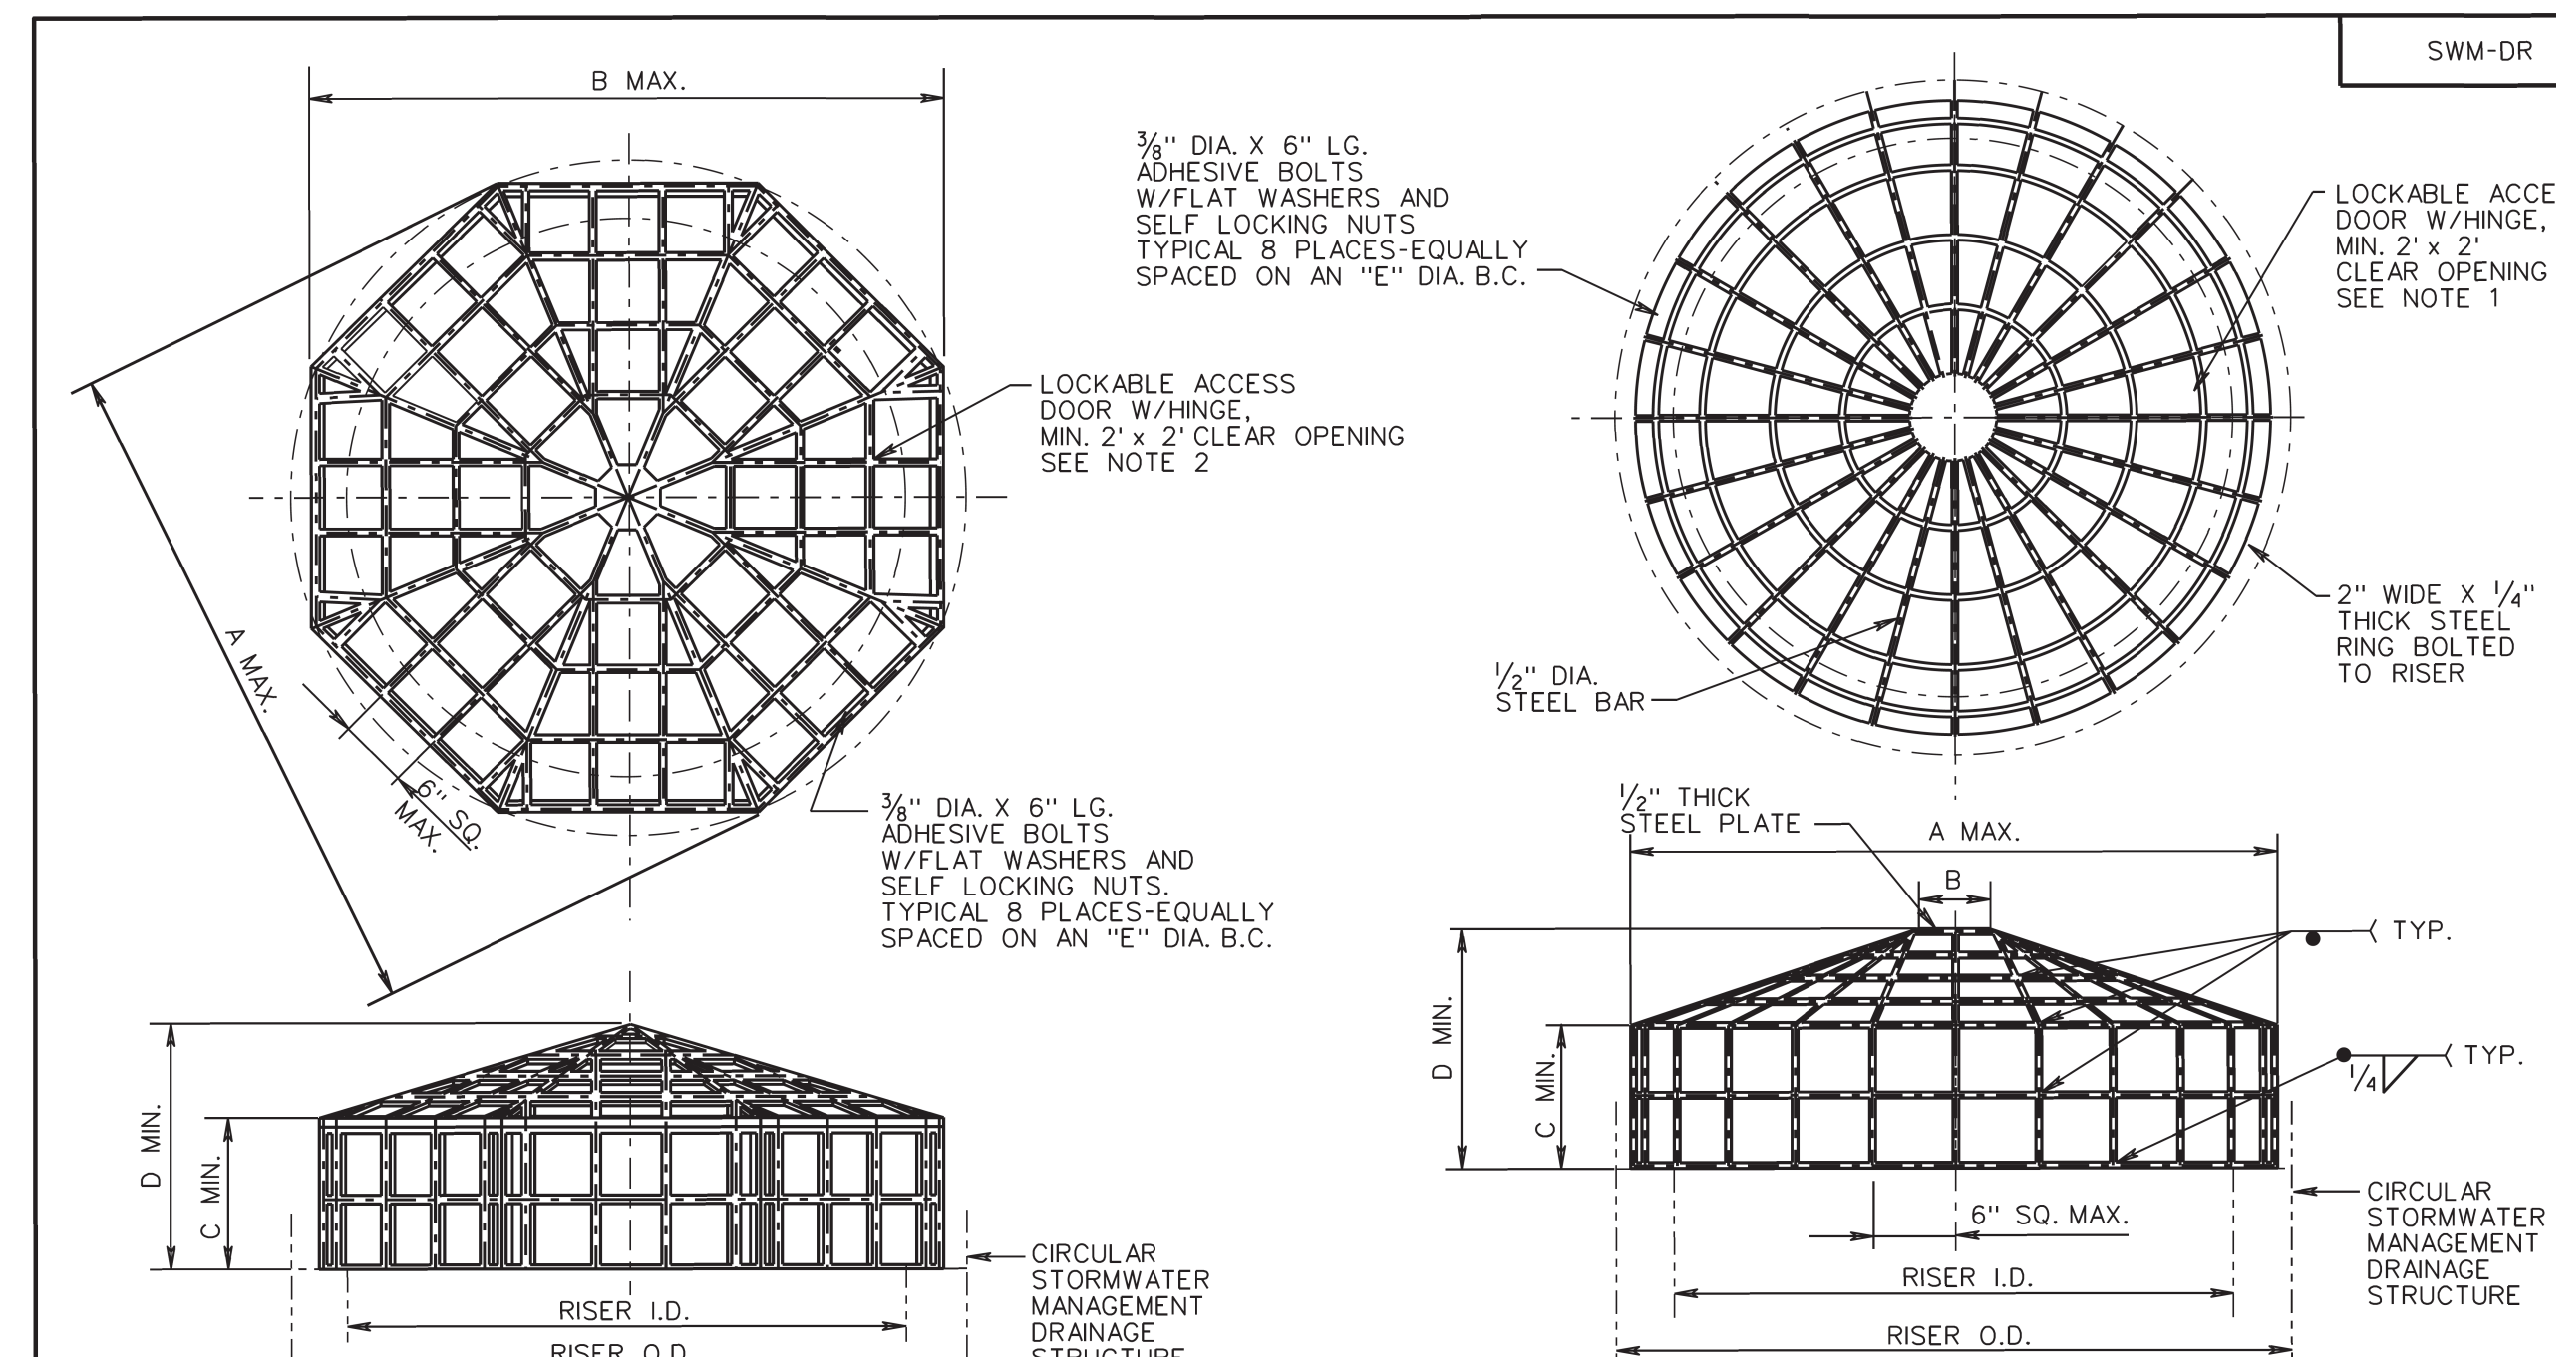 SWM-DR
B MAX.
3/8" DIA. X 6" LG.
ADHESIVE BOLTS
W/FLAT WASHERS AND
SELF LOCKING NUTS
TYPICAL 8 PLACES-EQUALLY
SPACED ON AN "E" DIA. B.C.
LOCKABLE ACCE
DOOR W/HINGE,
MIN. 2' x 2'
CLEAR OPENING
SEE NOTE 1
LOCKABLE ACCESS
DOOR W/HINGE,
MIN. 2' x 2' CLEAR OPENING
SEE NOTE 2
2" WIDE X 1/4"
THICK STEEL
RING BOLTED
TO RISER
1/2" DIA.
STEEL BAR
A MAX.
6" SQ.
MAX.
3/8" DIA. X 6" LG.
ADHESIVE BOLTS
W/FLAT WASHERS AND
SELF LOCKING NUTS.
TYPICAL 8 PLACES-EQUALLY
SPACED ON AN "E" DIA. B.C.
1/2" THICK
STEEL PLATE
A MAX.
B
TYP.
D MIN.
C MIN.
1/4
TYP.
6" SQ. MAX.
RISER I.D.
RISER O.D.
CIRCULAR
STORMWATER
MANAGEMENT
DRAINAGE
STRUCTURE
D MIN.
C MIN.
RISER I.D.
RISER O.D.
CIRCULAR
STORMWATER
MANAGEMENT
DRAINAGE
STRUCTURE